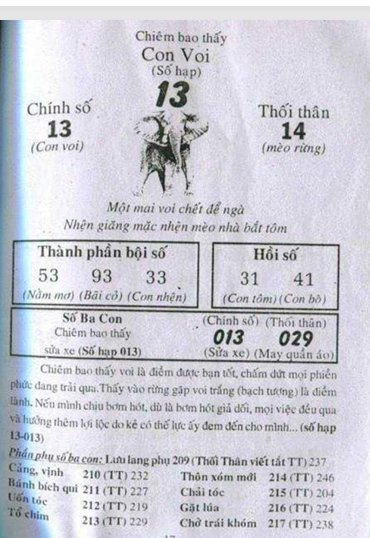 Chiêm bao thấy
Con Voi
(Số hạp)
13
Chính số
13
(Con voi)
Thối thân
14
(mèo rừng)
Một mai voi chết để ngà
Nhện giăng mặc nhện mèo nhà bắt tôm
Thành phần bội số
53 93 33
(Nằm mơ) (Bãi cỏ) (Con nhện)
Hồi số
31 41
(Con tôm) (Con bò)
Số Ba Con
Chiêm bao thấy
sửa xe (Số hạp 013)
(Chính số) (Thối thân)
013 029
(Sửa xe) (May quần áo)
Chiêm bao thấy voi là điềm được bạn tốt, chấm dứt mọi phiền
phức đang trải qua. Thấy vào rừng gặp voi trắng (bạch tượng) là điềm
lành. Nếu mình chịu bơm hót, dù là bơm hót giả dối, mọi việc đều qua
và hưởng thêm lợi lộc do kẻ có thế lực ấy đem đến cho mình... (số hạp
13-013)
Phần phụ số ba con: Lưu lang phụ 209 (Thối Thân viết tắt TT) 237
Cảng, vịnh 210 (TT) 232 Thôn xóm mới 214 (TT) 246
Bánh bích qui 211 (TT) 227 Chải tóc 215 (TT) 204
Uốn tóc 212 (TT) 219 Gặt lúa 216 (TT) 224
Tổ chim 213 (TT) 229 Chở trái khóm 217 (TT) 238